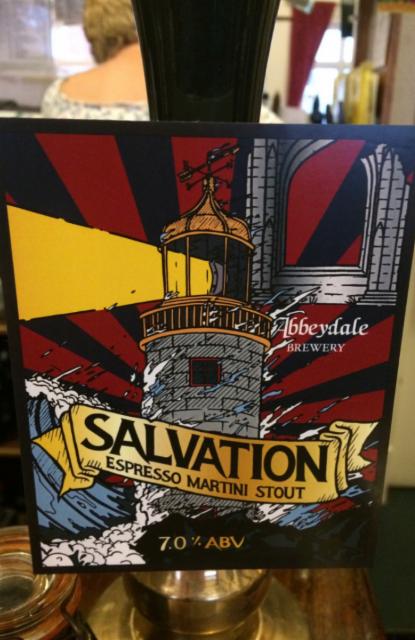 Abbeydale
BREWERY
SALVATION
ESPRESSO MARTINI STOUT
7.0 % ABV